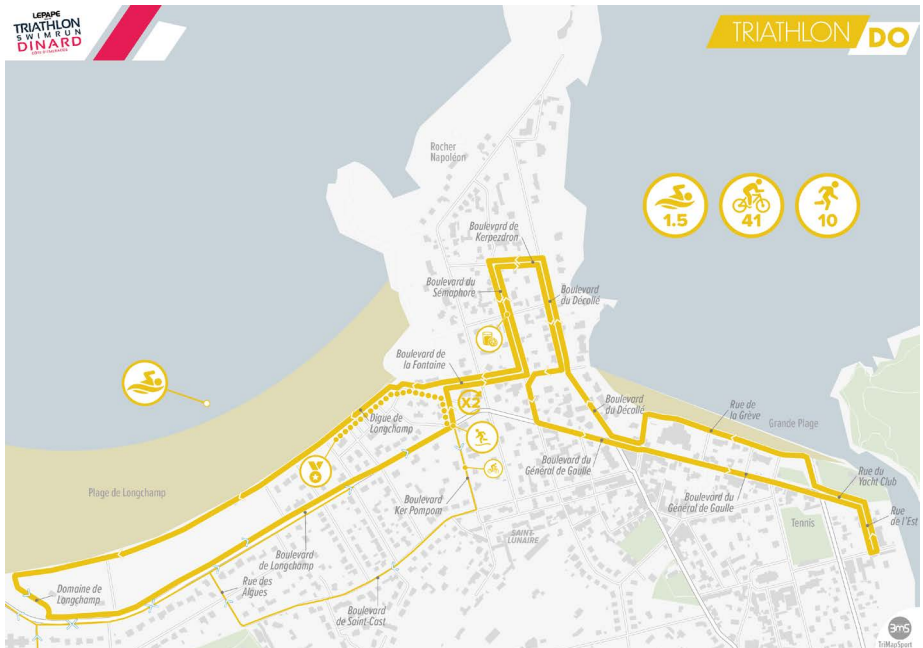 LEPAPE
TRIATHLON
SWIMRUN
DINARD
TRIATHLON DO
1.5
41
10
Rocher
Napoléon
Boulevard de
Kerpezdron
Boulevard du
Sémaphore
Boulevard
du Décollé
Boulevard de
la Fontaine
X2
Digue de
Longchamp
Boulevard
du Décollé
Rue de
la Grève
Grande Plage
Boulevard du
Général de Gaulle
Boulevard du
Général de Gaulle
Rue du
Yacht Club
Rue
de l'Est
Tennis
Plage de Longchamp
Boulevard
Ker Pompom
SAINT-
LUNAIRE
Boulevard
de Longchamp
Rue des
Algues
Domaine de
Longchamp
Boulevard
de Saint-Cast
3mS
TriMapSport